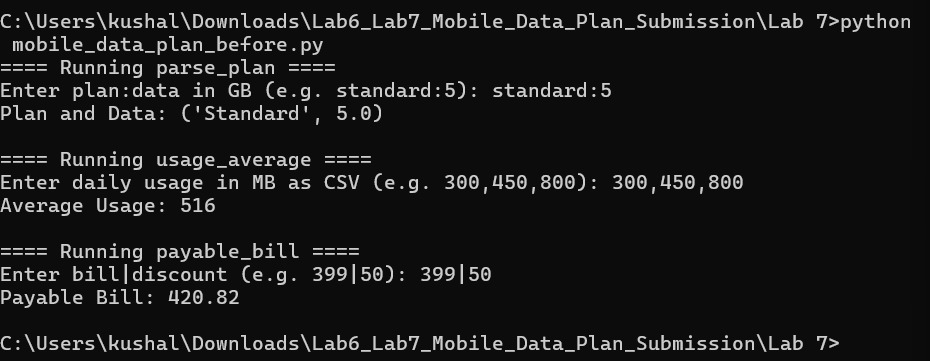 C:\Users\kushal\Downloads\Lab6_Lab7_Mobile_Data_Plan_Submission\Lab 7>python
 mobile_data_plan_before.py
==== Running parse_plan ====
Enter plan:data in GB (e.g. standard:5): standard:5
Plan and Data: ('Standard', 5.0)

==== Running usage_average ====
Enter daily usage in MB as CSV (e.g. 300,450,800): 300,450,800
Average Usage: 516

==== Running payable_bill ====
Enter bill|discount (e.g. 399|50): 399|50
Payable Bill: 420.82

C:\Users\kushal\Downloads\Lab6_Lab7_Mobile_Data_Plan_Submission\Lab 7>